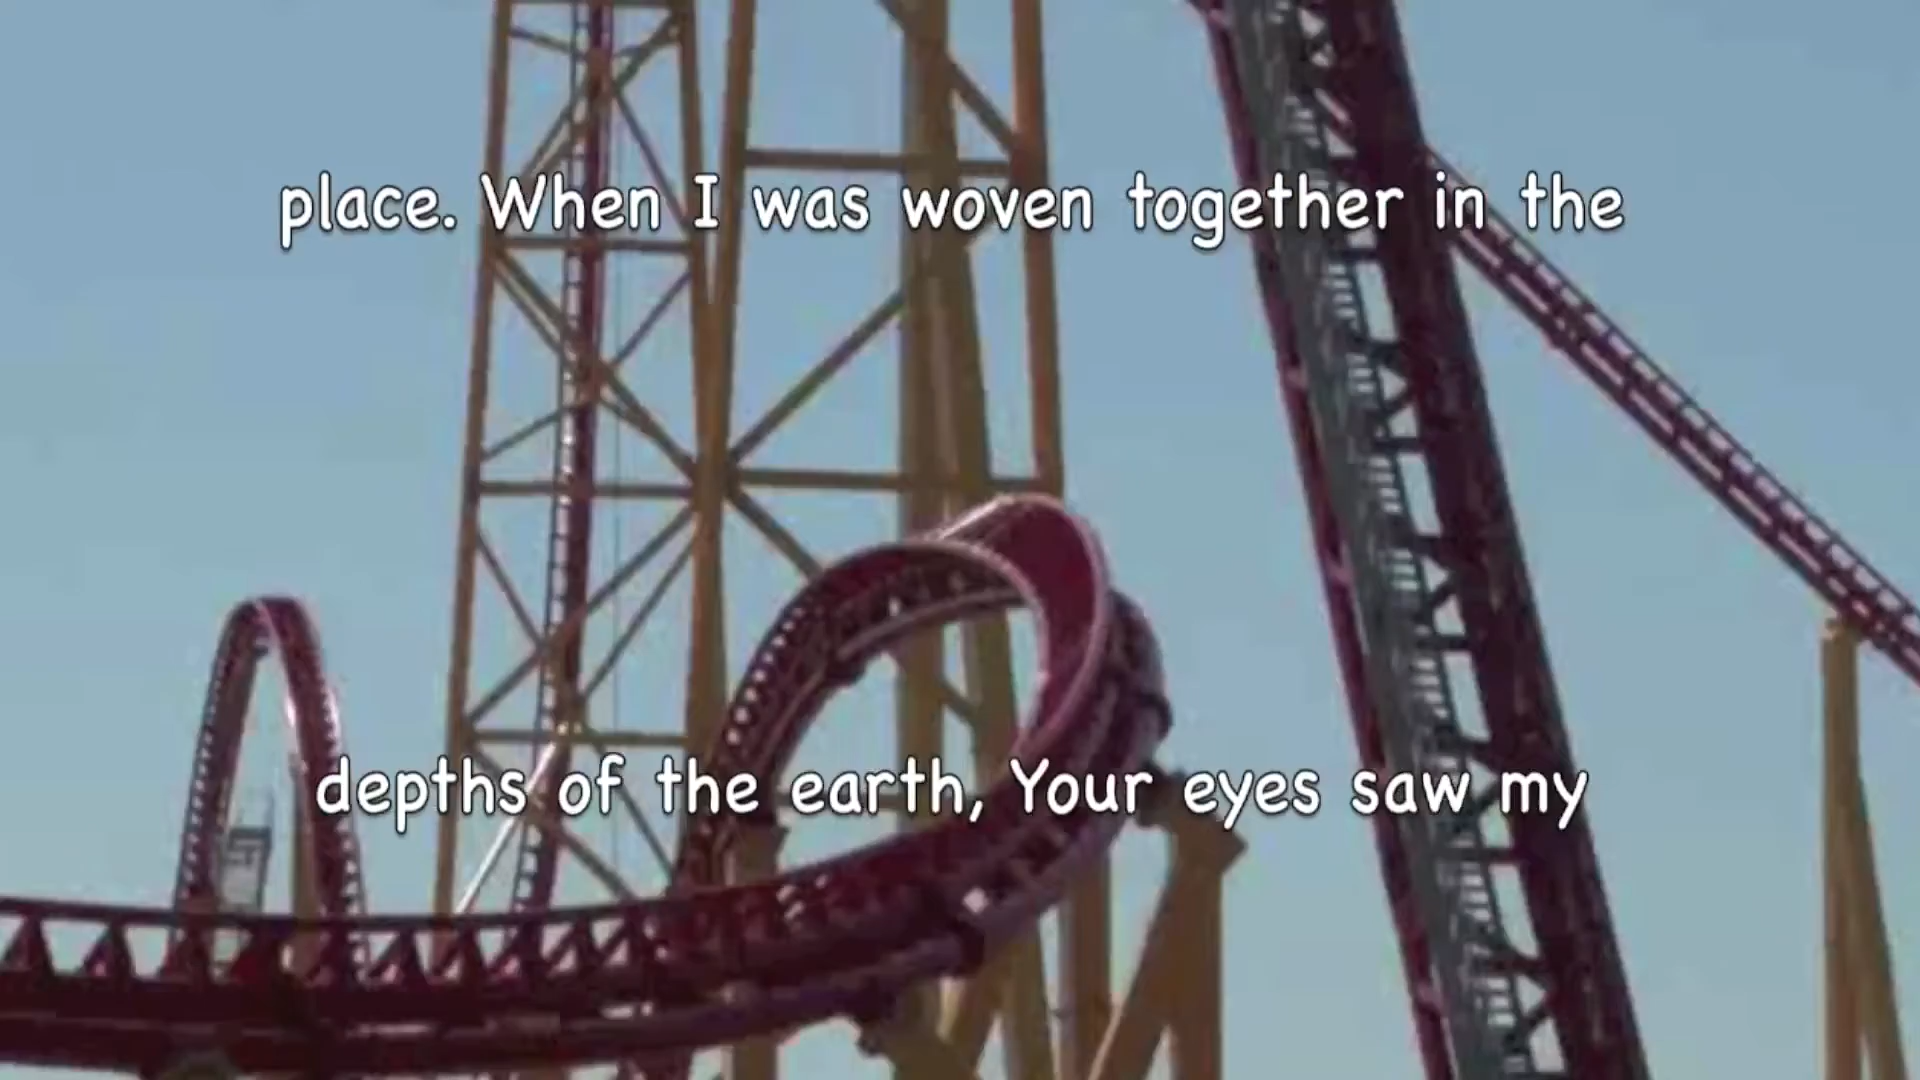 place. When I was woven together in the
depths of the earth, Your eyes saw my